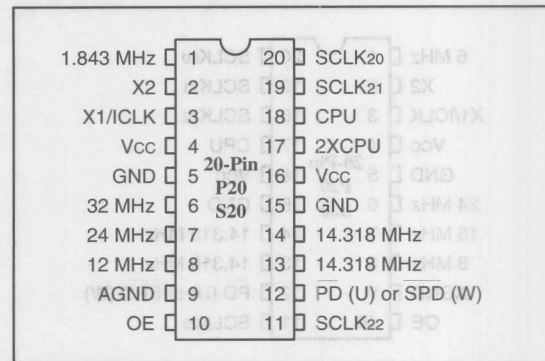 1.843 MHz 1 20 SCLK20
X2 2 19 SCLK21
X1/ICLK 3 18 CPU
VCC 4 17 2XCPU
GND 5 20-Pin 16 VCC
P20
32 MHz 6 S20 15 GND
24 MHz 7 14 14.318 MHz
12 MHz 8 13 14.318 MHz
AGND 9 12 PD (U) or SPD (W)
OE 10 11 SCLK22